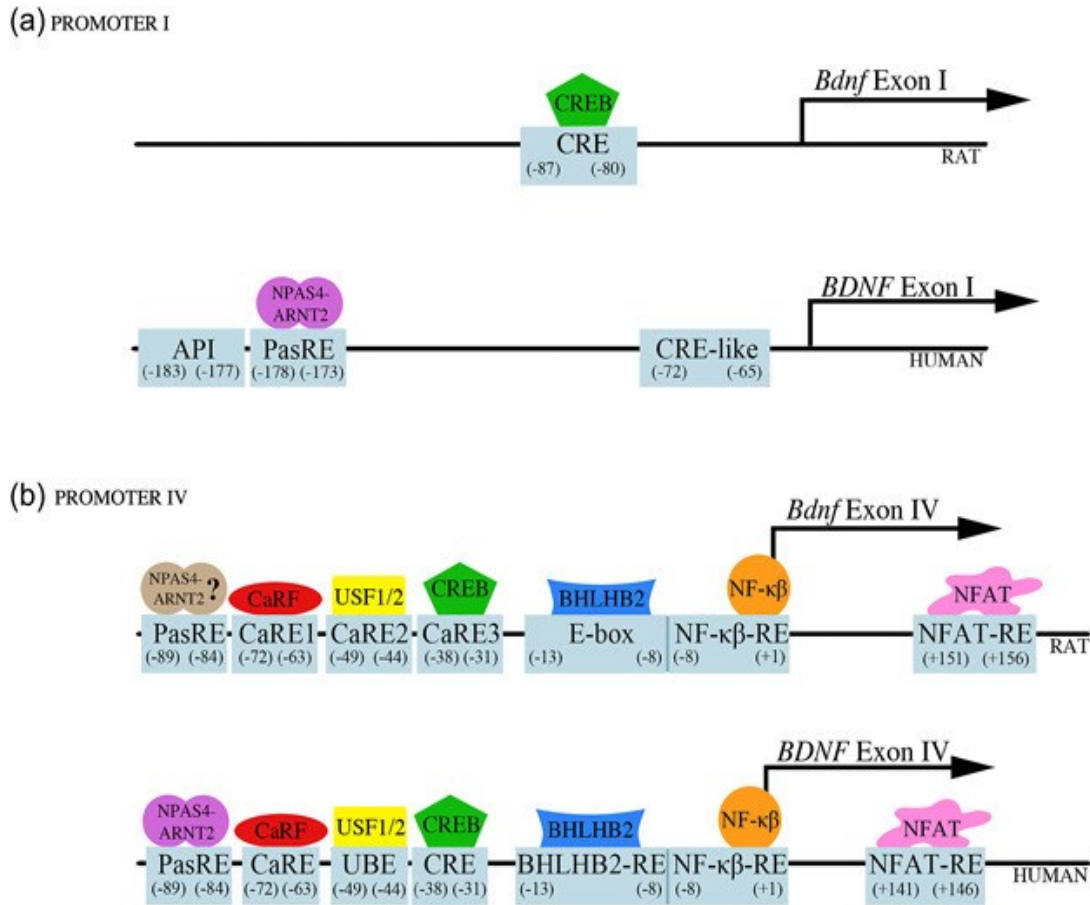 (a) PROMOTER I
CREB
Bdnf Exon I
CRE
(-87) (-80)
RAT
NPAS4-
ARNT2
BDNF Exon I
API PasRE CRE-like
(-183) (-177) (-178) (-173) (-72) (-65)
HUMAN
(b) PROMOTER IV
Bdnf Exon IV
NPAS4-
ARNT2 ? CaRF USF1/2 CREB BHLHB2 NF-κβ NFAT
PasRE CaRE1 CaRE2 CaRE3 E-box NF-κβ-RE NFAT-RE
(-89) (-84) (-72) (-63) (-49) (-44) (-38) (-31) (-13) (-8) (-8) (+1) (+151) (+156)
RAT
BDNF Exon IV
NPAS4-
ARNT2 CaRF USF1/2 CREB BHLHB2 NF-κβ NFAT
PasRE CaRE UBE CRE BHLHB2-RE NF-κβ-RE NFAT-RE
(-89) (-84) (-72) (-63) (-49) (-44) (-38) (-31) (-13) (-8) (-8) (+1) (+141) (+146)
HUMAN